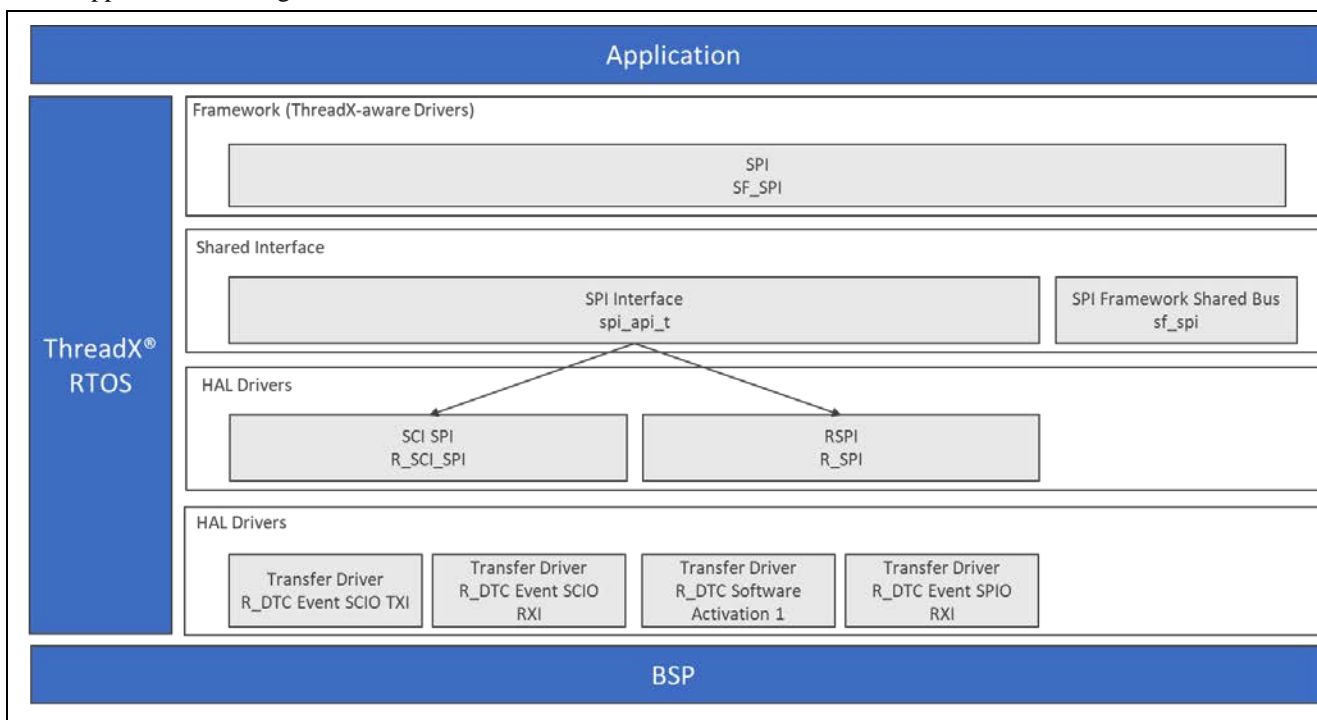 Application
Framework (ThreadX-aware Drivers)
SPI
SF_SPI
Shared Interface
SPI Interface
spi_api_t
SPI Framework Shared Bus
sf_spi
ThreadX®
RTOS
HAL Drivers
SCI SPI
R_SCI_SPI
RSPI
R_SPI
HAL Drivers
Transfer Driver
R_DTC Event SCIO TXI
Transfer Driver
R_DTC Event SCIO
RXI
Transfer Driver
R_DTC Software
Activation 1
Transfer Driver
R_DTC Event SPIO
RXI
BSP